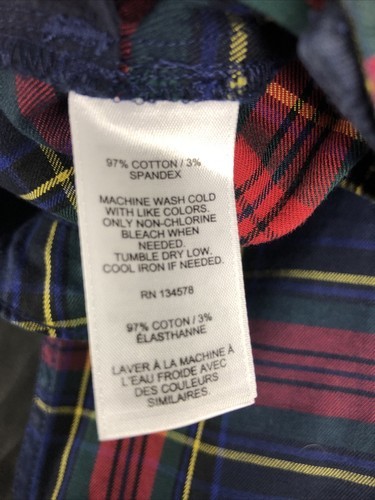 97% COTTON / 3%
SPANDEX
MACHINE WASH COLD
WITH LIKE COLORS.
ONLY NON-CHLORINE
BLEACH WHEN
NEEDED.
TUMBLE DRY LOW.
COOL IRON IF NEEDED.
RN 134578
97% COTTON / 3%
ÉLASTHANNE
LAVER À LA MACHINE À
L'EAU FROIDE AVEC
DES COULEURS
SIMILAIRES.